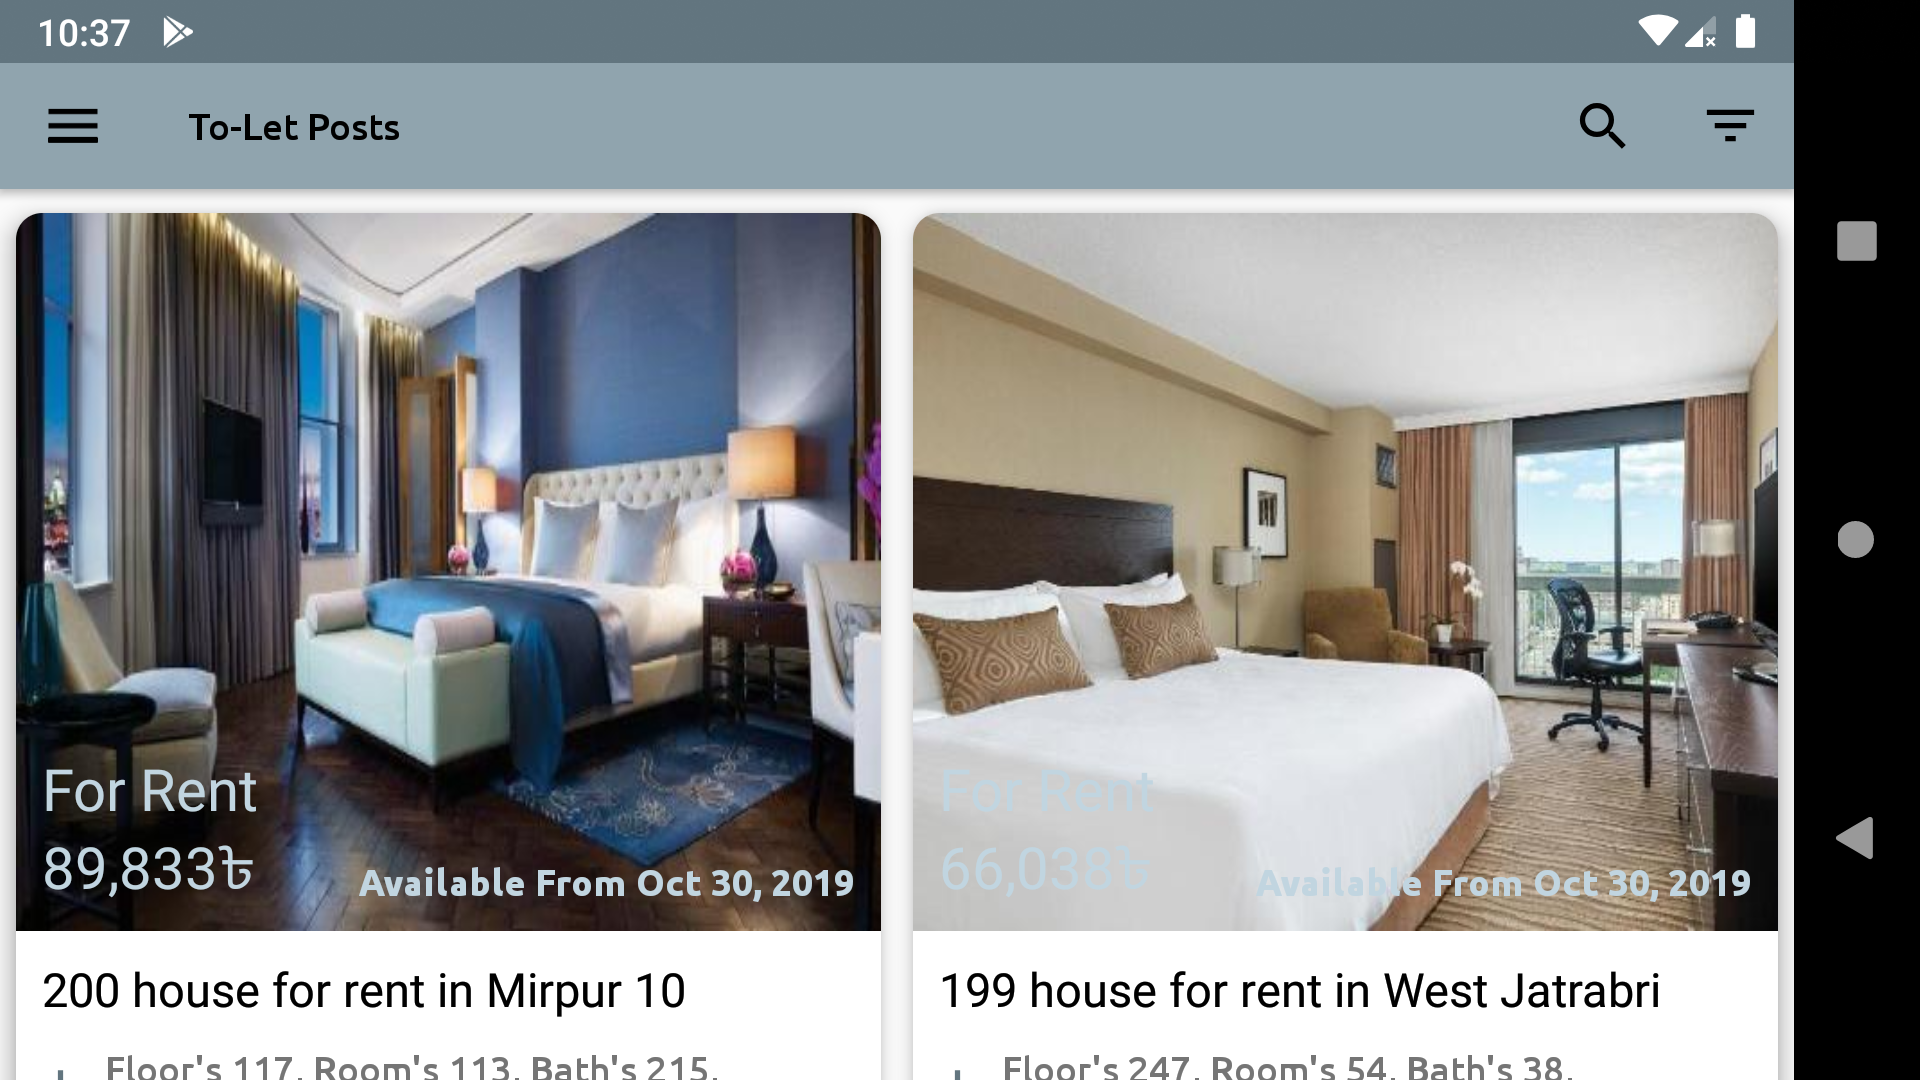 10:37
To-Let Posts
For Rent
89,833৳
Available From Oct 30, 2019
200 house for rent in Mirpur 10
Floor's 117, Room's 113, Bath's 215,
For Rent
66,038৳
Available From Oct 30, 2019
199 house for rent in West Jatrabri
Floor's 247, Room's 54, Bath's 38,